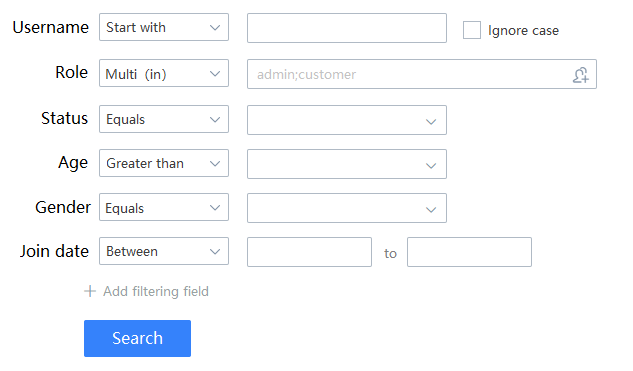 Username Start with Ignore case
Role Multi（in） admin;customer
Status Equals
Age Greater than
Gender Equals
Join date Between to
Add filtering field
Search